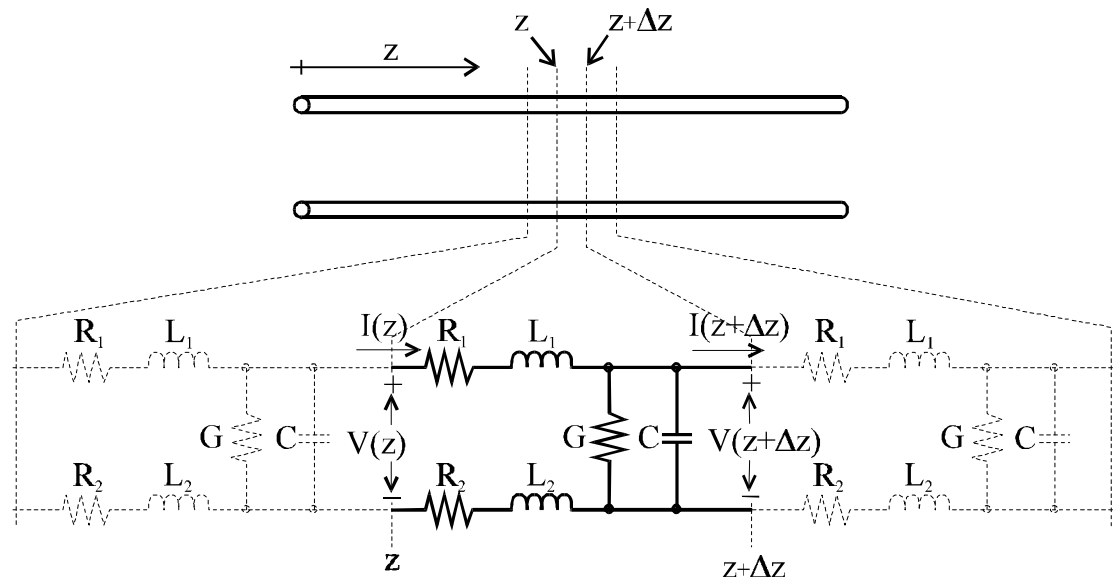 z z+Δz
z
I(z) I(z+Δz)
R₁ L₁ R₁ L₁ R₁ L₁
+ +
G C V(z) G C V(z+Δz) G C
R₂ L₂ R₂ L₂ R₂ L₂
− −
z z+Δz